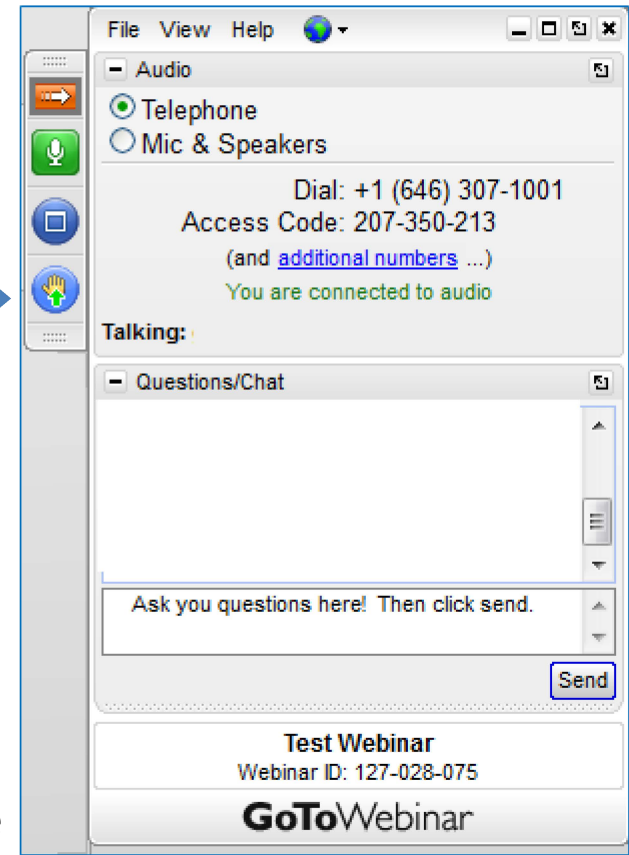 File View Help
Audio
Telephone
Mic & Speakers
Dial: +1 (646) 307-1001
Access Code: 207-350-213
(and additional numbers ...)
You are connected to audio
Talking:
Questions/Chat
Ask you questions here! Then click send.
Send
Test Webinar
Webinar ID: 127-028-075
GoToWebinar